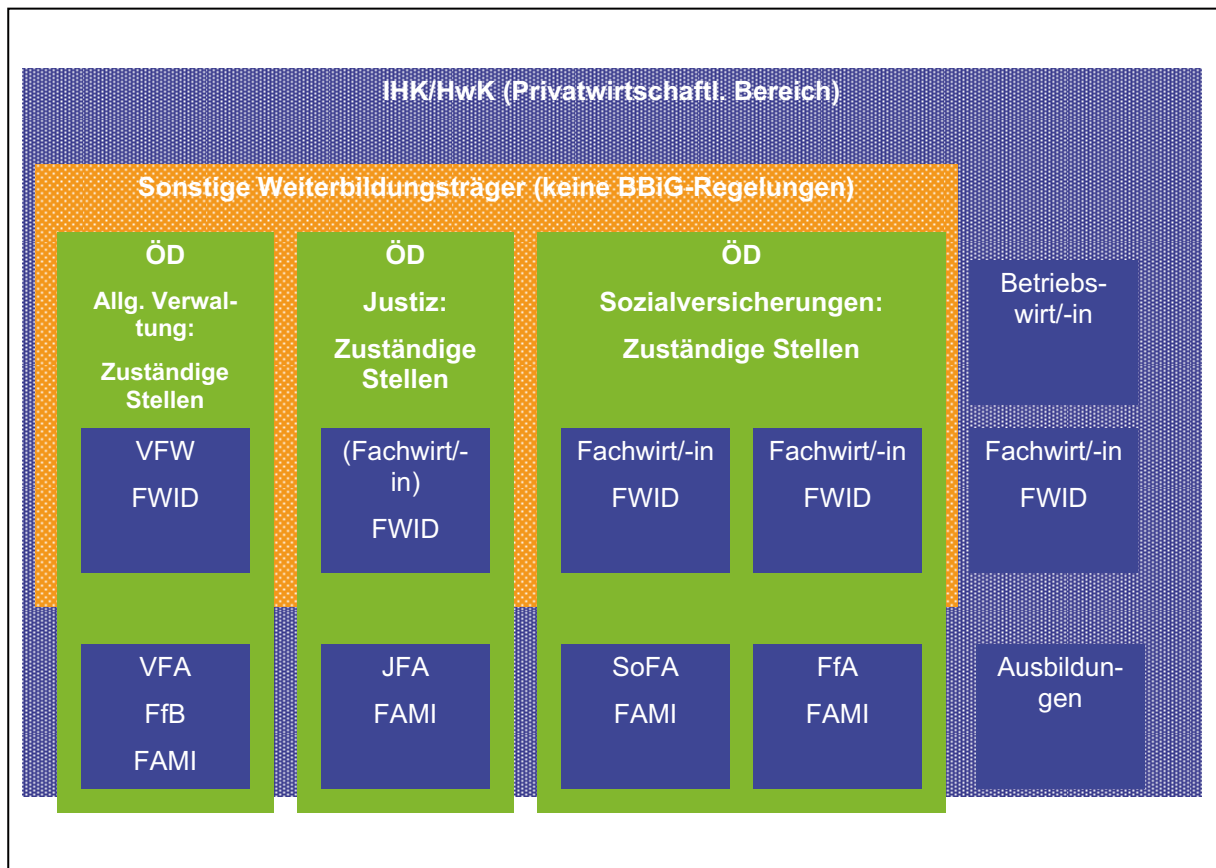 IHK/HwK (Privatwirtschaftl. Bereich)
Sonstige Weiterbildungsträger (keine BBiG-Regelungen)
ÖD
Allg. Verwal-
tung:
Zuständige
Stellen
VFW
FWID
VFA
FfB
FAMI
ÖD
Justiz:
Zuständige
Stellen
(Fachwirt/-
in)
FWID
JFA
FAMI
ÖD
Sozialversicherungen:
Zuständige Stellen
Fachwirt/-in
FWID
SoFA
FAMI
Fachwirt/-in
FWID
FfA
FAMI
Betriebs-
wirt/-in
Fachwirt/-in
FWID
Ausbildun-
gen